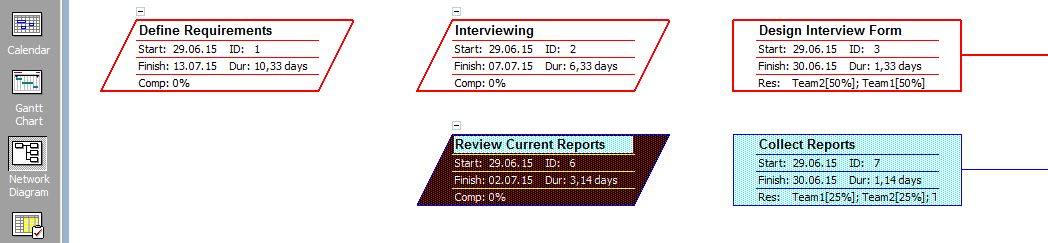 Calendar
Gantt
Chart
Network
Diagram
Define Requirements
Start: 29.06.15 ID: 1
Finish: 13.07.15 Dur: 10,33 days
Comp: 0%
Interviewing
Start: 29.06.15 ID: 2
Finish: 07.07.15 Dur: 6,33 days
Comp: 0%
Design Interview Form
Start: 29.06.15 ID: 3
Finish: 30.06.15 Dur: 1,33 days
Res: Team2[50%]; Team1[50%]
Review Current Reports
Start: 29.06.15 ID: 6
Finish: 02.07.15 Dur: 3,14 days
Comp: 0%
Collect Reports
Start: 29.06.15 ID: 7
Finish: 30.06.15 Dur: 1,14 days
Res: Team1[25%]; Team2[25%]; T